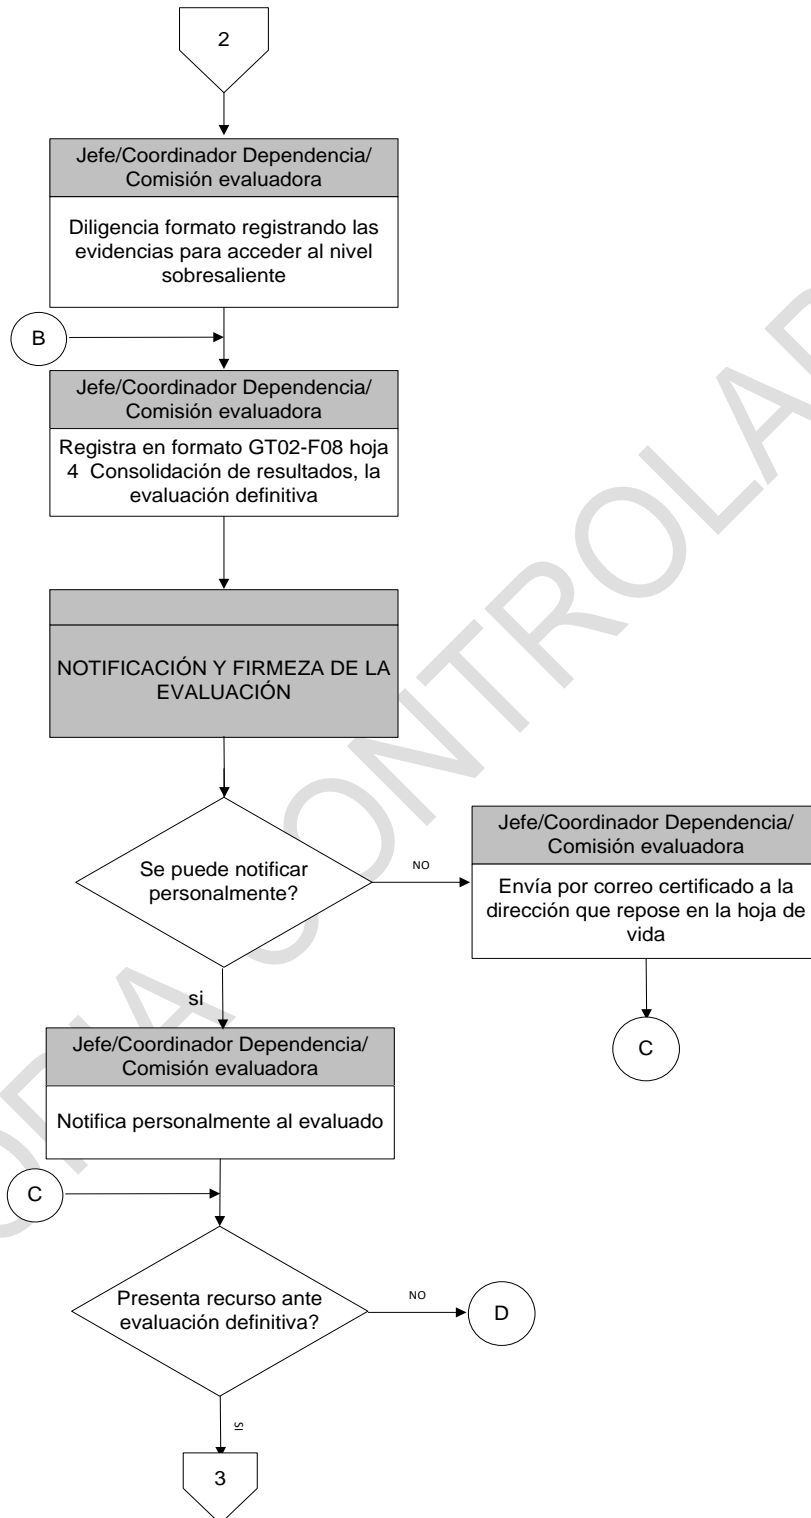 2
Jefe/Coordinador Dependencia/
Comisión evaluadora
Diligencia formato registrando las
evidencias para acceder al nivel
sobresaliente
B
Jefe/Coordinador Dependencia/
Comisión evaluadora
Registra en formato GT02-F08 hoja
4 Consolidación de resultados, la
evaluación definitiva
NOTIFICACIÓN Y FIRMEZA DE LA
EVALUACIÓN
Se puede notificar
personalmente?
NO
Jefe/Coordinador Dependencia/
Comisión evaluadora
Envía por correo certificado a la
dirección que repose en la hoja de
vida
C
si
Jefe/Coordinador Dependencia/
Comisión evaluadora
Notifica personalmente al evaluado
C
Presenta recurso ante
evaluación definitiva?
NO
D
SI
3